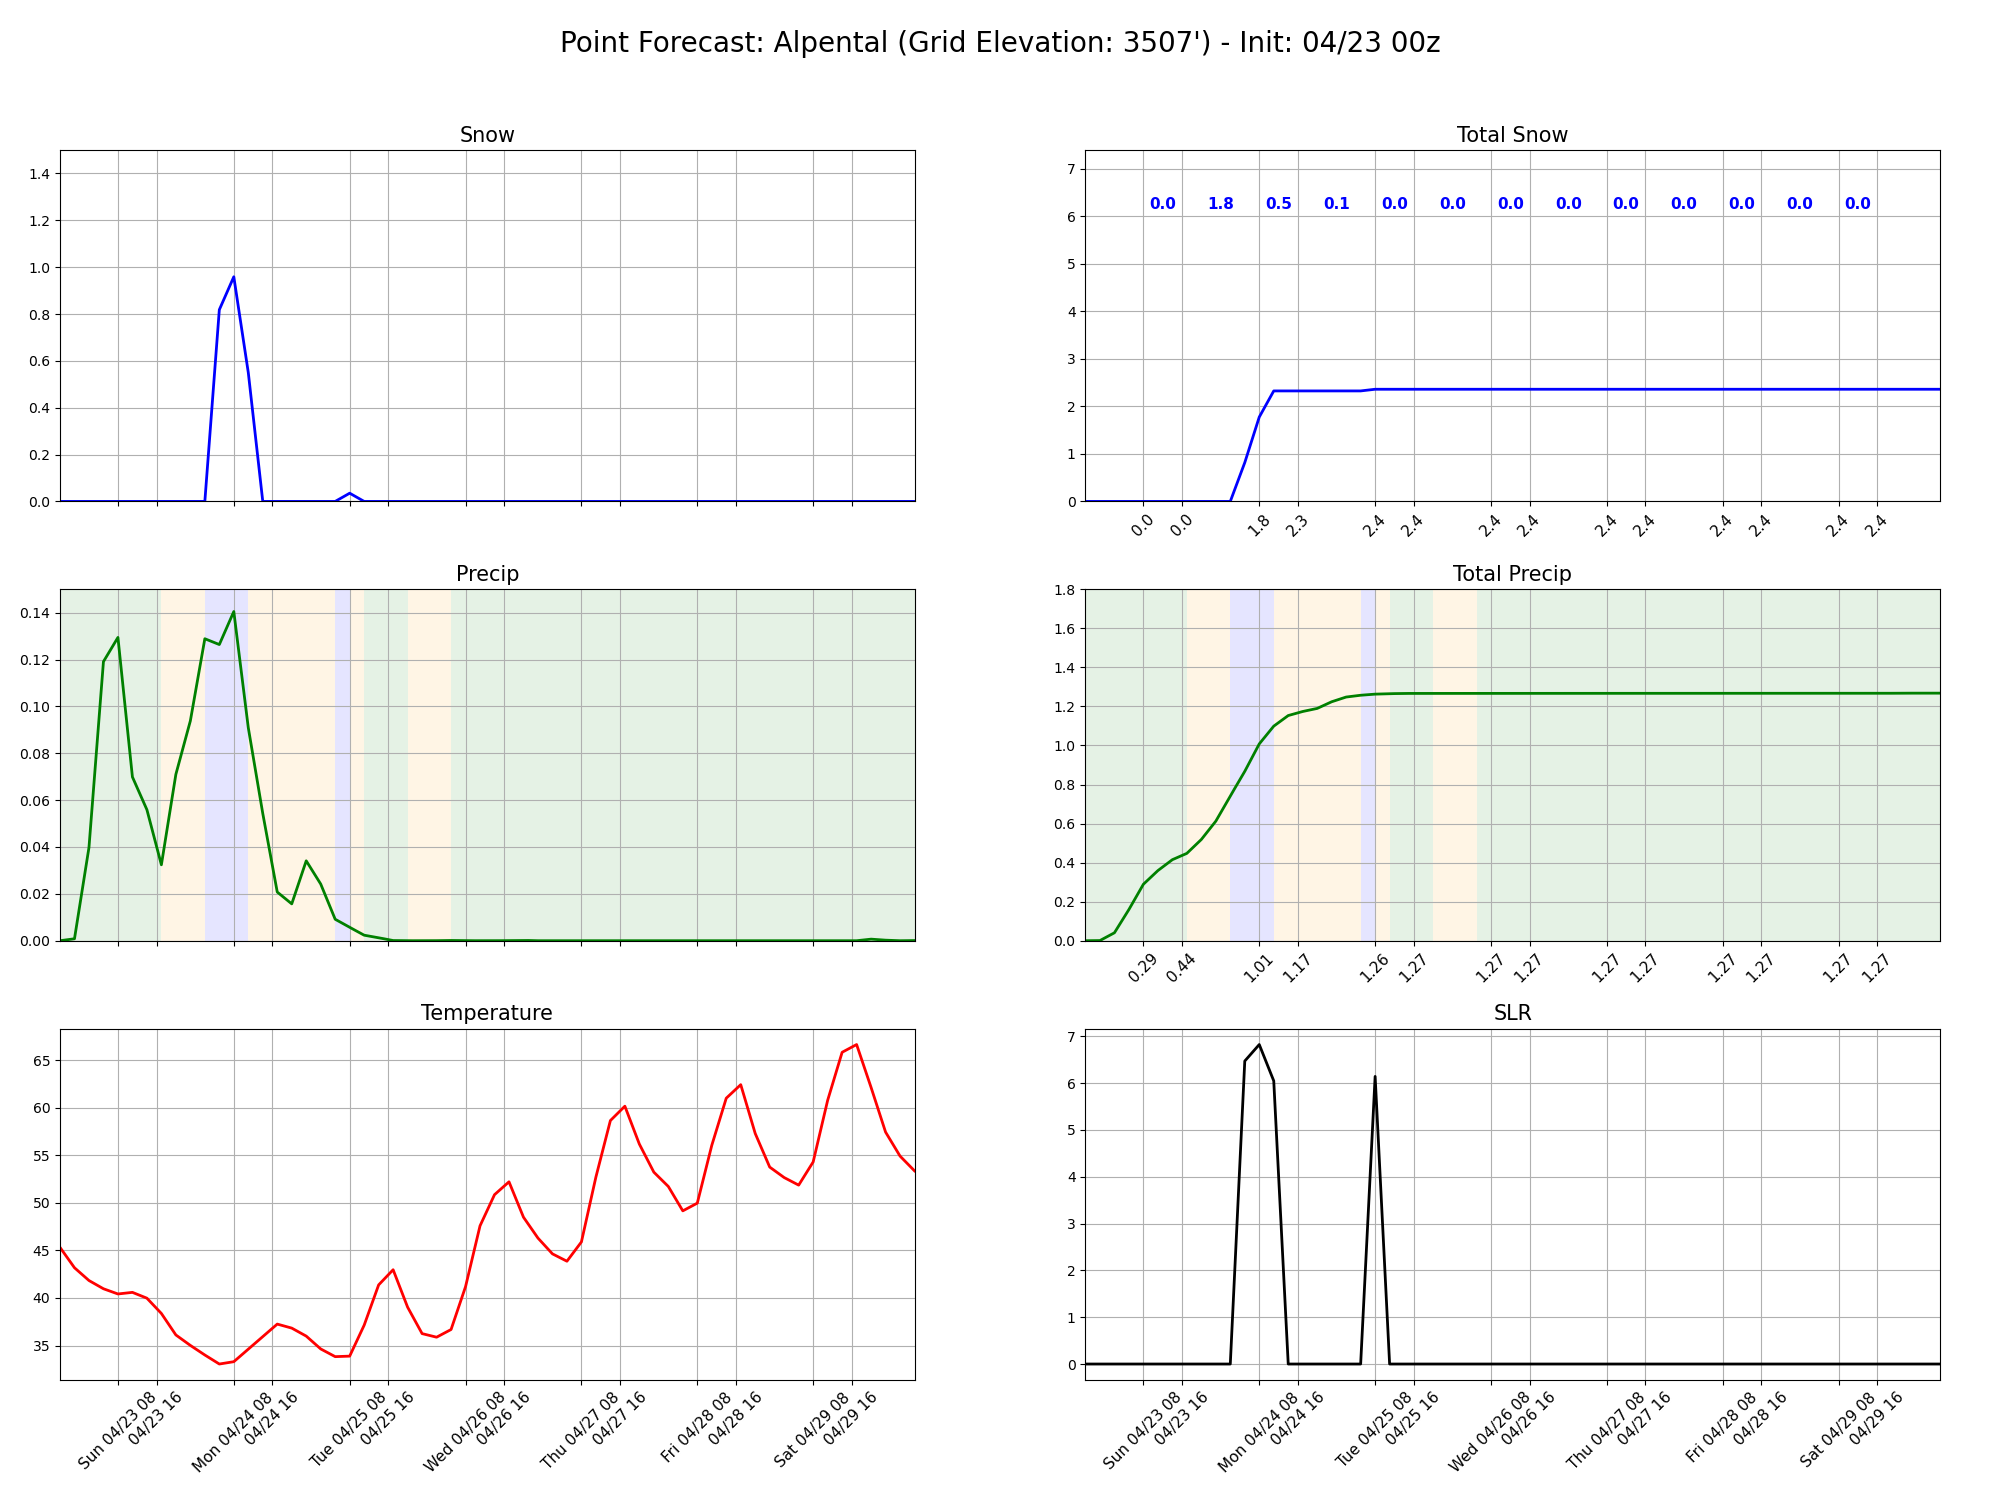 Point Forecast: Alpental (Grid Elevation: 3507') - Init: 04/23 00z
Snow
1.4
1.2
1.0
0.8
0.6
0.4
0.2
0.0
Total Snow
7
6
5
4
3
2
1
0
0.0 1.8 0.5 0.1 0.0 0.0 0.0 0.0 0.0 0.0 0.0 0.0 0.0
0.0 0.0 1.8 2.3 2.4 2.4 2.4 2.4 2.4 2.4 2.4 2.4 2.4 2.4
Precip
0.14
0.12
0.10
0.08
0.06
0.04
0.02
0.00
Total Precip
1.8
1.6
1.4
1.2
1.0
0.8
0.6
0.4
0.2
0.0
0.29 0.44 1.01 1.17 1.26 1.27 1.27 1.27 1.27 1.27 1.27 1.27 1.27 1.27
Temperature
65
60
55
50
45
40
35
Sun 04/23 08
04/23 16
Mon 04/24 08
04/24 16
Tue 04/25 08
04/25 16
Wed 04/26 08
04/26 16
Thu 04/27 08
04/27 16
Fri 04/28 08
04/28 16
Sat 04/29 08
04/29 16
SLR
7
6
5
4
3
2
1
0
Sun 04/23 08
04/23 16
Mon 04/24 08
04/24 16
Tue 04/25 08
04/25 16
Wed 04/26 08
04/26 16
Thu 04/27 08
04/27 16
Fri 04/28 08
04/28 16
Sat 04/29 08
04/29 16